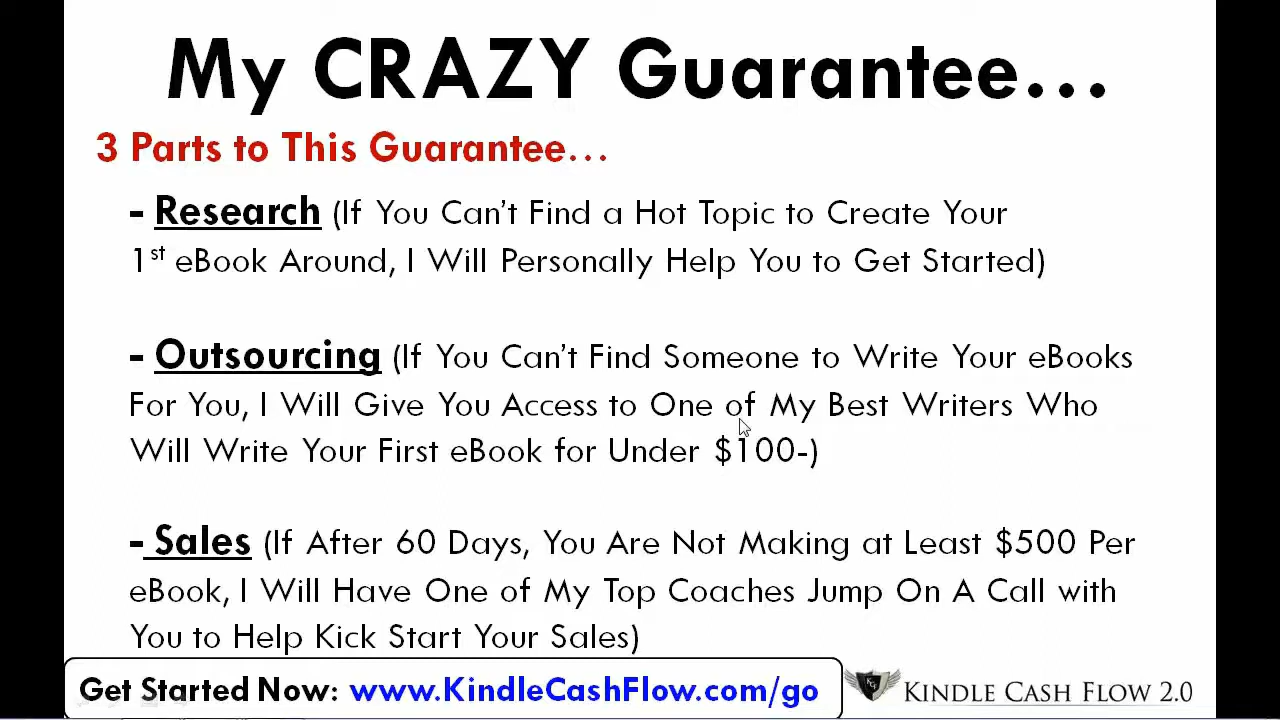 My CRAZY Guarantee...
3 Parts to This Guarantee...
- Research (If You Can't Find a Hot Topic to Create Your
1st eBook Around, I Will Personally Help You to Get Started)
- Outsourcing (If You Can't Find Someone to Write Your eBooks
For You, I Will Give You Access to One of My Best Writers Who
Will Write Your First eBook for Under $100-)
- Sales (If After 60 Days, You Are Not Making at Least $500 Per
eBook, I Will Have One of My Top Coaches Jump On A Call with
You to Help Kick Start Your Sales)
Get Started Now: www.KindleCashFlow.com/go
KINDLE CASH FLOW 2.0